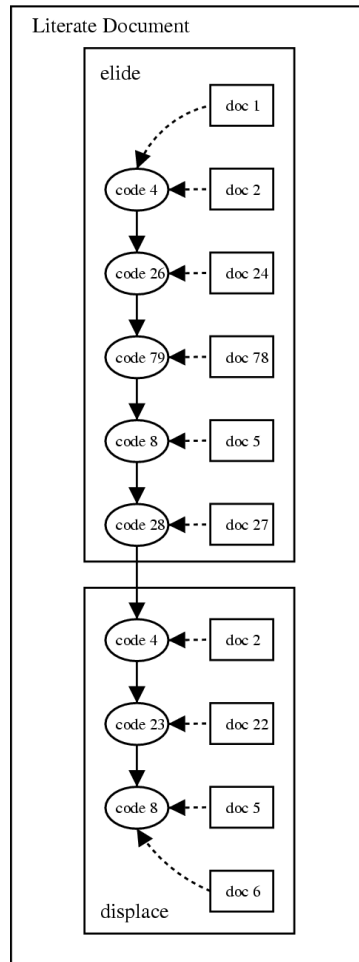 Literate Document
elide
doc 1
code 4
doc 2
code 26
doc 24
code 79
doc 78
code 8
doc 5
code 28
doc 27
code 4
doc 2
code 23
doc 22
code 8
doc 5
doc 6
displace